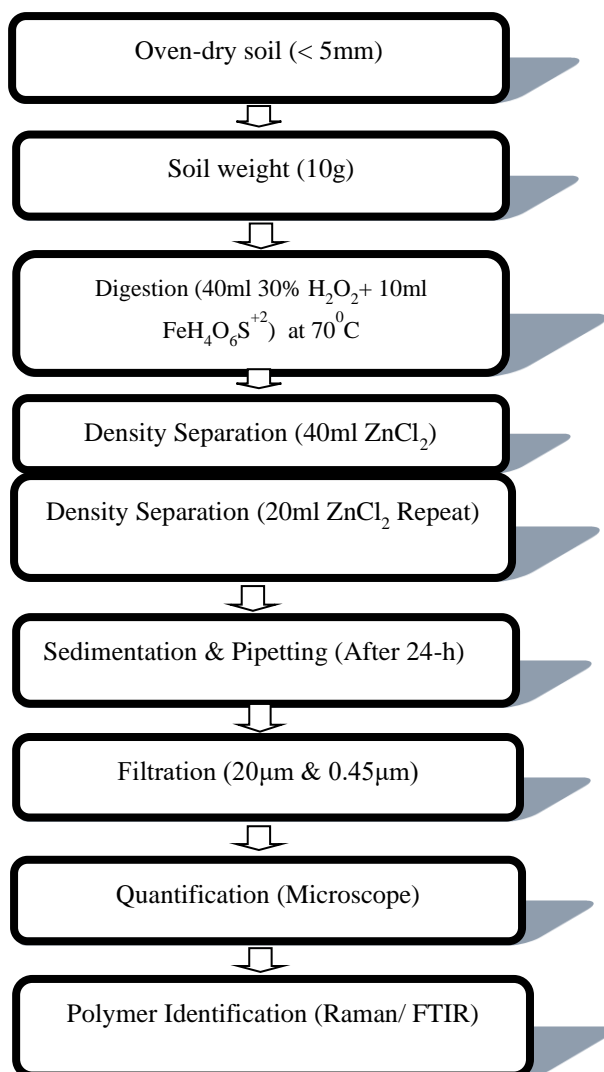 Oven-dry soil (< 5mm)
Soil weight (10g)
Digestion (40ml 30% H₂O₂+ 10ml
FeH₄O₆S⁺²) at 70⁰C
Density Separation (40ml ZnCl₂)
Density Separation (20ml ZnCl₂ Repeat)
Sedimentation & Pipetting (After 24-h)
Filtration (20μm & 0.45μm)
Quantification (Microscope)
Polymer Identification (Raman/ FTIR)